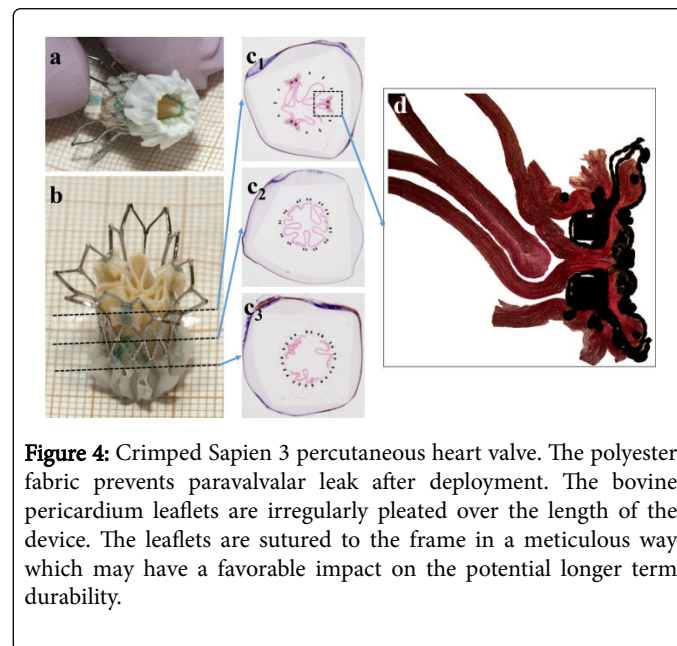 a
b
c1
c2
c3
d
Figure 4: Crimped Sapien 3 percutaneous heart valve. The polyester
fabric prevents paravalvalar leak after deployment. The bovine
pericardium leaflets are irregularly pleated over the length of the
device. The leaflets are sutured to the frame in a meticulous way
which may have a favorable impact on the potential longer term
durability.